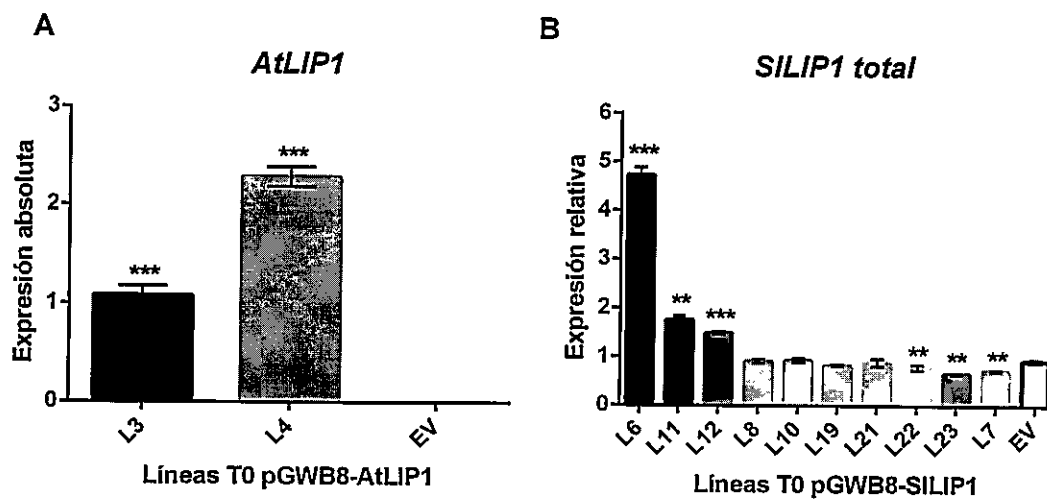 A
AtLIP1
Expresión absoluta
3
2
1
0
***
***
L3
L4
EV
Líneas T0 pGWB8-AtLIP1
B
SlLIP1 total
Expresión relativa
6
5
4
3
2
1
0
***
**
***
**
**
**
L6
L11
L12
L8
L10
L19
L21
L22
L23
L7
EV
Líneas T0 pGWB8-SlLIP1